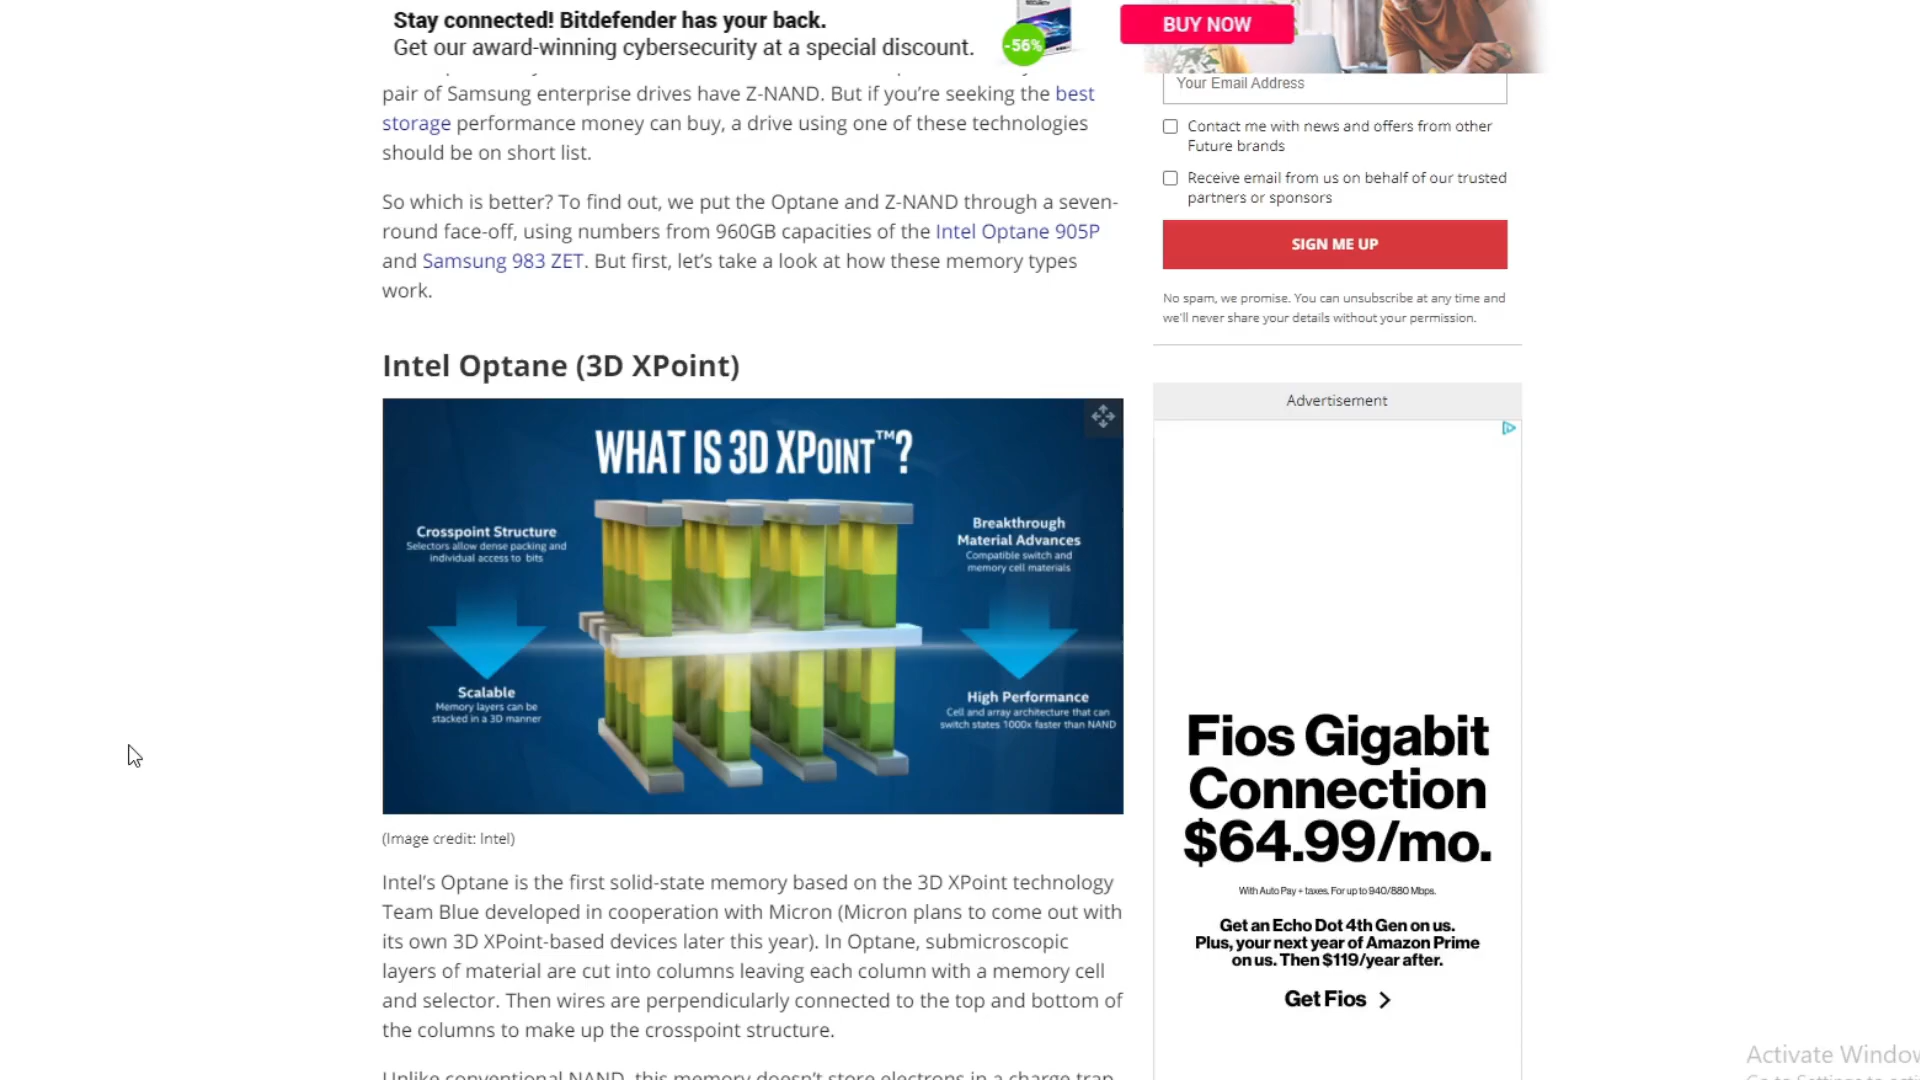 Stay connected! Bitdefender has your back.
Get our award-winning cybersecurity at a special discount.
-56%
BUY NOW
pair of Samsung enterprise drives have Z-NAND. But if you’re seeking the best
storage performance money can buy, a drive using one of these technologies
should be on short list.
So which is better? To find out, we put the Optane and Z-NAND through a seven-
round face-off, using numbers from 960GB capacities of the Intel Optane 905P
and Samsung 983 ZET. But first, let’s take a look at how these memory types
work.
Intel Optane (3D XPoint)
WHAT IS 3D XPOINT™?
Crosspoint Structure
Selectors allow dense packing and
individual access to bits
Scalable
Memory layers can be
stacked in a 3D manner
Breakthrough
Material Advances
Compatible switch and
memory cell materials
High Performance
Cell and array architecture that can
switch states 1000x faster than NAND
(Image credit: Intel)
Intel’s Optane is the first solid-state memory based on the 3D XPoint technology
Team Blue developed in cooperation with Micron (Micron plans to come out with
its own 3D XPoint-based devices later this year). In Optane, submicroscopic
layers of material are cut into columns leaving each column with a memory cell
and selector. Then wires are perpendicularly connected to the top and bottom of
the columns to make up the crosspoint structure.
Unlike conventional NAND, this memory doesn’t store electrons in a charge trap
Your Email Address
Contact me with news and offers from other
Future brands
Receive email from us on behalf of our trusted
partners or sponsors
SIGN ME UP
No spam, we promise. You can unsubscribe at any time and
we'll never share your details without your permission.
Advertisement
Fios Gigabit
Connection
$64.99/mo.
With Auto Pay + taxes. For up to 940/880 Mbps.
Get an Echo Dot 4th Gen on us.
Plus, your next year of Amazon Prime
on us. Then $119/year after.
Get Fios
Activate Window